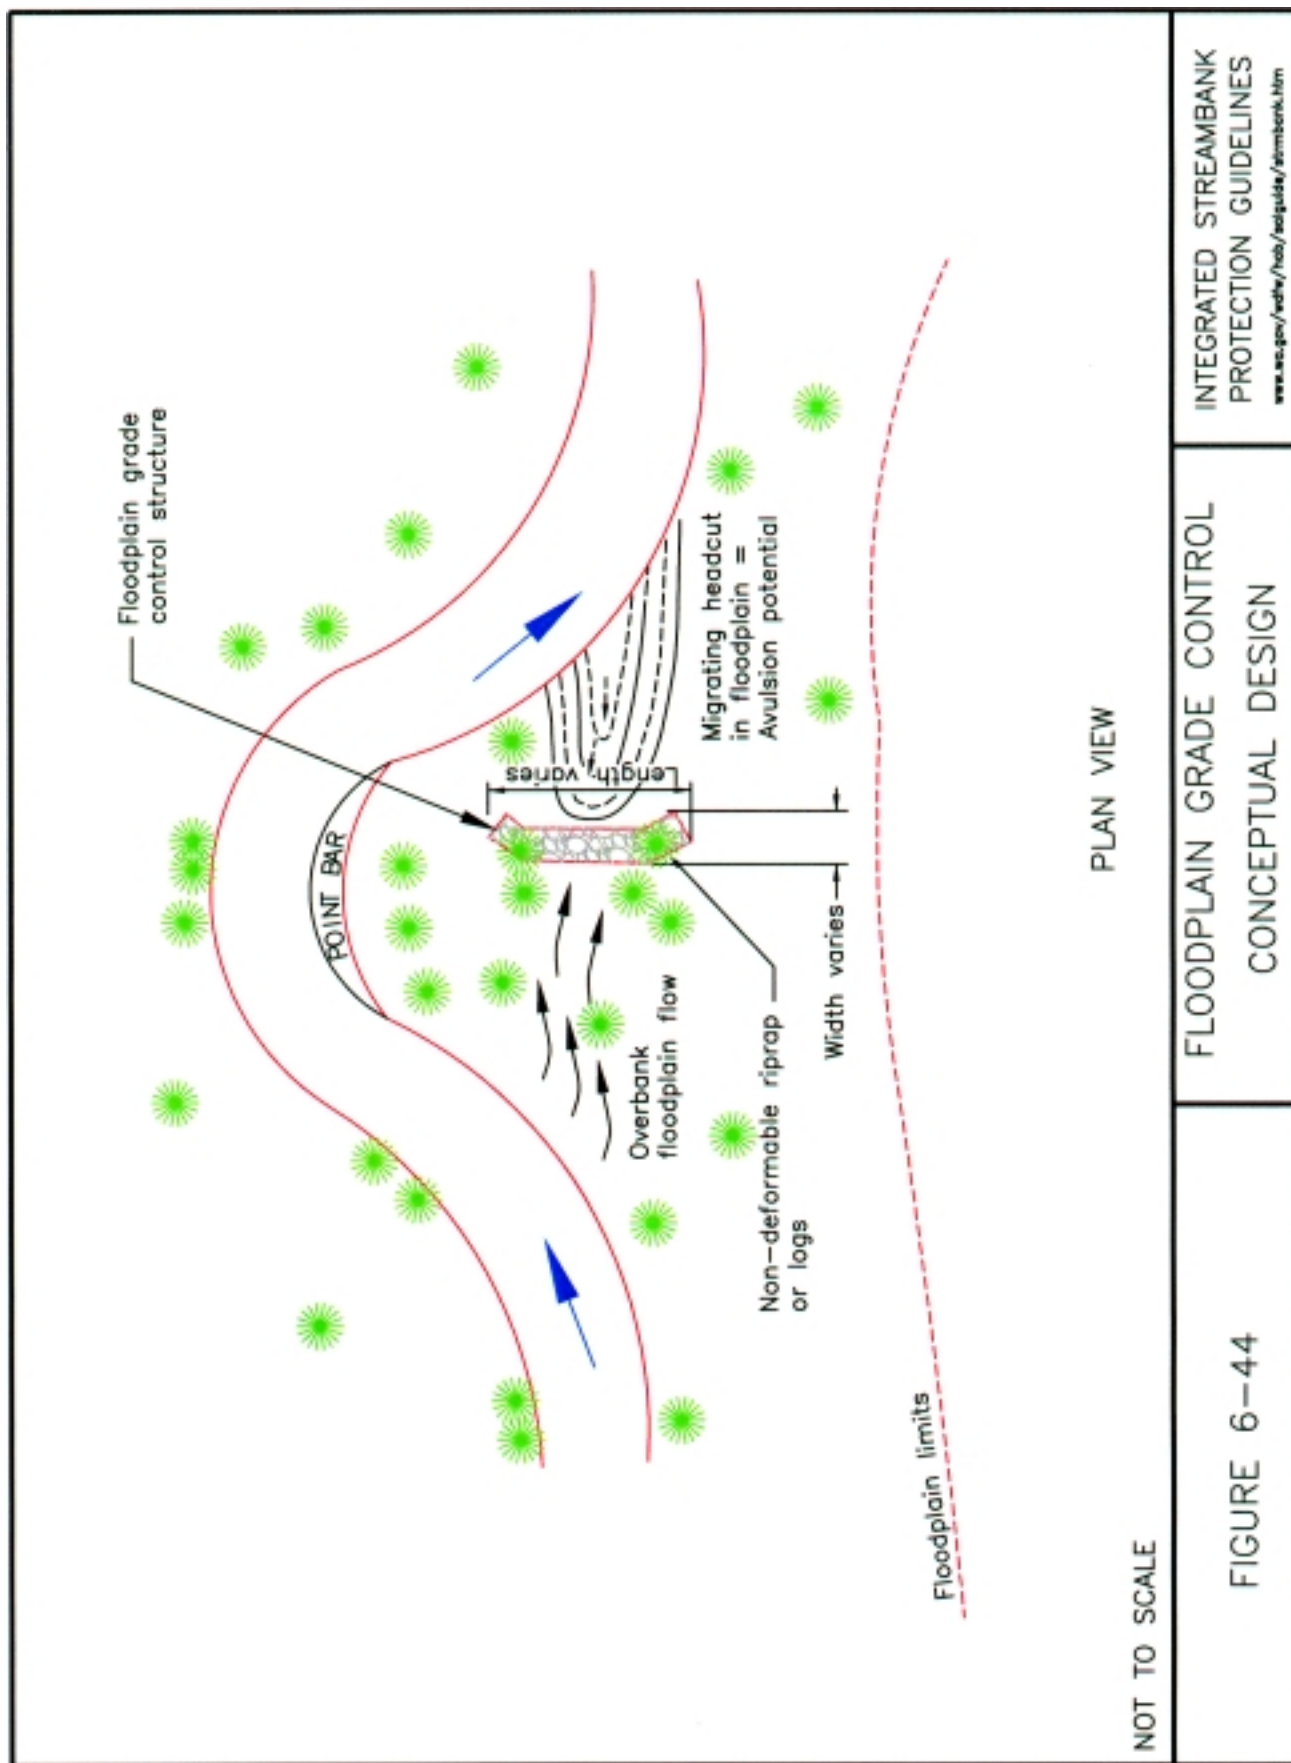 Floodplain grade
control structure
POINT BAR
Length varies
Migrating headcut
in floodplain =
Avulsion potential
Overbank
floodplain flow
Non-deformable riprap
or logs
Width varies
Floodplain limits
PLAN VIEW
NOT TO SCALE
FIGURE 6-44
FLOODPLAIN GRADE CONTROL
CONCEPTUAL DESIGN
INTEGRATED STREAMBANK
PROTECTION GUIDELINES